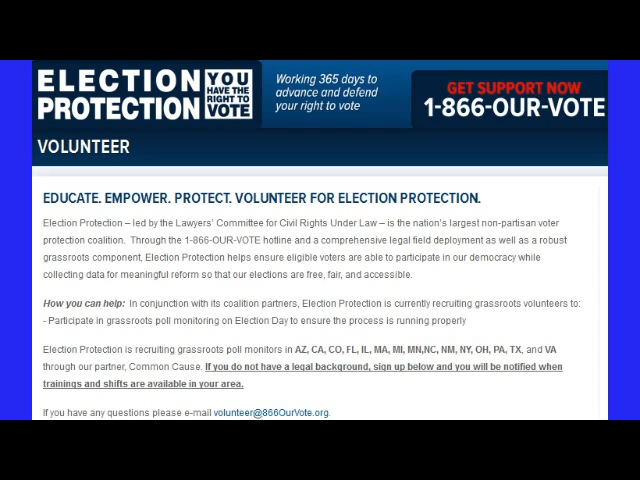 ELECTION PROTECTION
YOU HAVE THE RIGHT TO VOTE
Working 365 days to
advance and defend
your right to vote
GET SUPPORT NOW
1-866-OUR-VOTE
VOLUNTEER
EDUCATE. EMPOWER. PROTECT. VOLUNTEER FOR ELECTION PROTECTION.
Election Protection – led by the Lawyers' Committee for Civil Rights Under Law – is the nation's largest non-partisan voter
protection coalition. Through the 1-866-OUR-VOTE hotline and a comprehensive legal field deployment as well as a robust
grassroots component, Election Protection helps ensure eligible voters are able to participate in our democracy while
collecting data for meaningful reform so that our elections are free, fair, and accessible.
How you can help: In conjunction with its coalition partners, Election Protection is currently recruiting grassroots volunteers to:
- Participate in grassroots poll monitoring on Election Day to ensure the process is running properly
Election Protection is recruiting grassroots poll monitors in AZ, CA, CO, FL, IL, MA, MI, MN,NC, NM, NY, OH, PA, TX, and VA
through our partner, Common Cause. If you do not have a legal background, sign up below and you will be notified when
trainings and shifts are available in your area.
If you have any questions please e-mail volunteer@866OurVote.org.